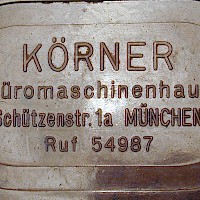 KÖRNER
üromaschinenhau
Schützenstr. 1a MÜNCHEN
Ruf 54987